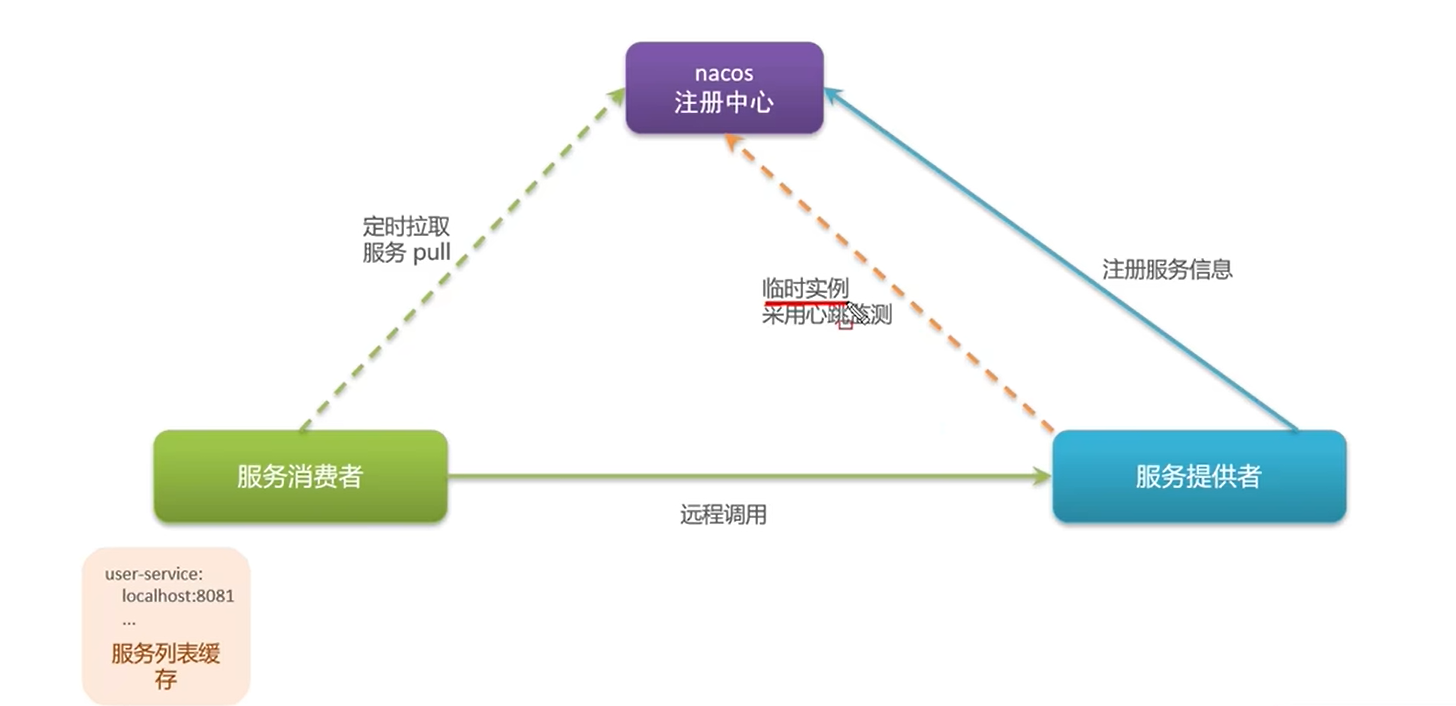 nacos
注册中心
定时拉取
服务 pull
临时实例
采用心跳监测
注册服务信息
服务消费者
服务提供者
远程调用
user-service:
localhost:8081
...
服务列表缓
存